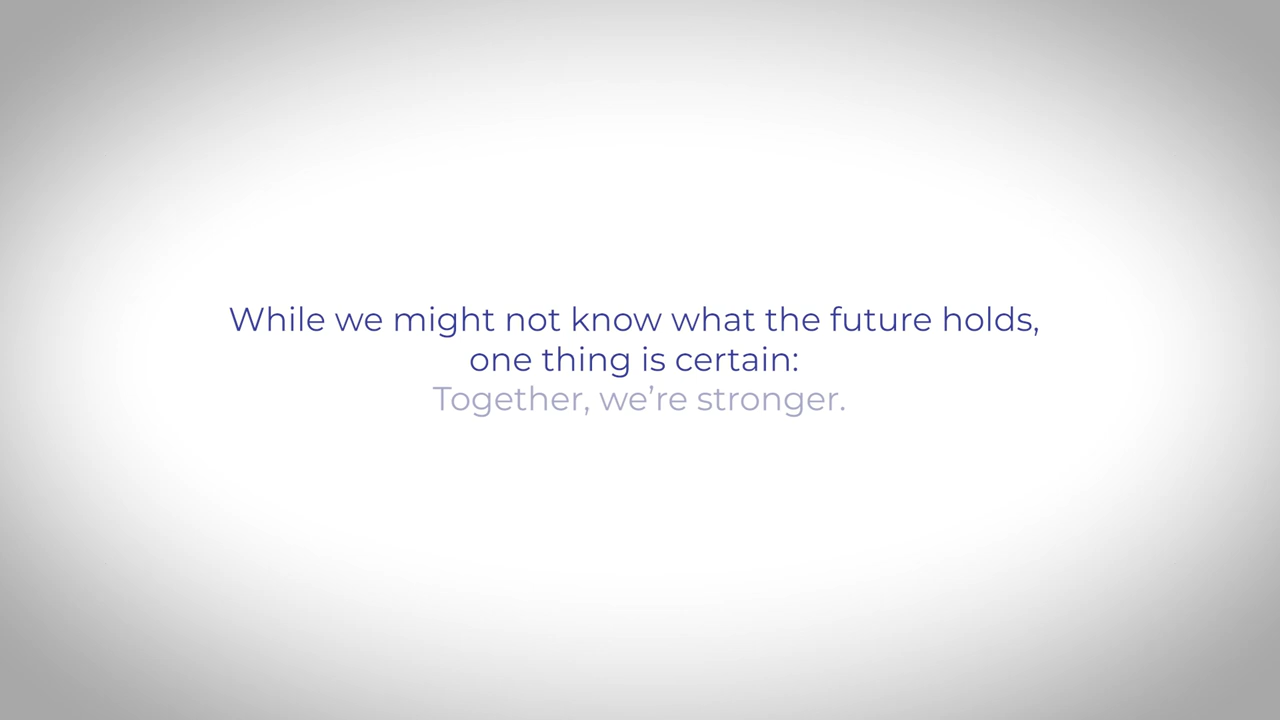 While we might not know what the future holds,
one thing is certain:
Together, we’re stronger.